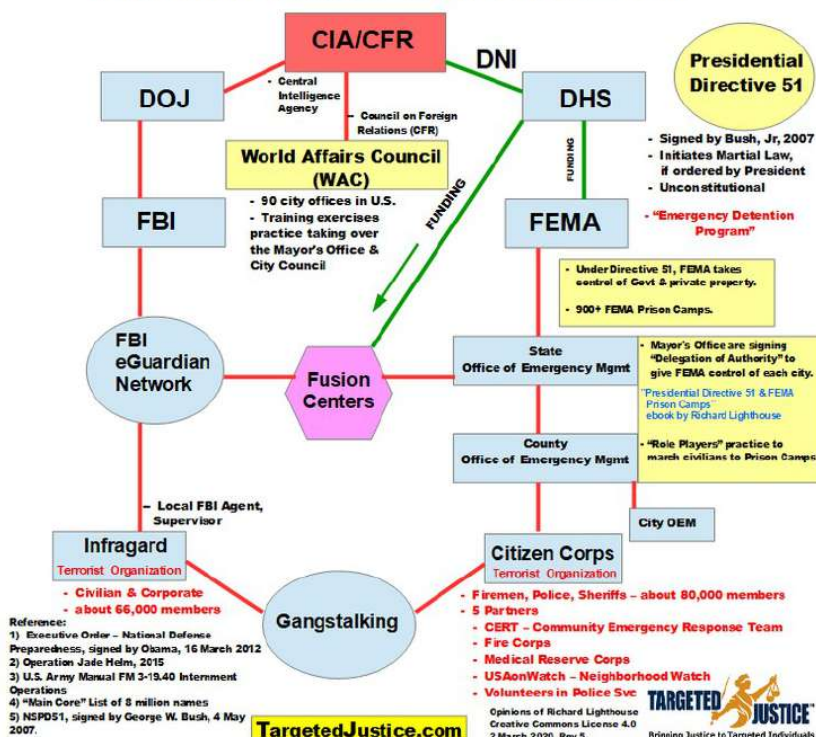 CIA/CFR
DNI
Presidential
Directive 51
DOJ
- Central
Intelligence
Agency
DHS
- Council on Foreign
Relations (CFR)
- Signed by Bush, Jr, 2007
- Initiates Martial Law,
if ordered by President
- Unconstitutional
- "Emergency Detention
Program"
World Affairs Council
(WAC)
- 90 city offices in U.S.
- Training exercises
practice taking over
the Mayor's Office &
City Council
FUNDING
FUNDING
FBI
FEMA
- Under Directive 51, FEMA takes
control of Govt & private property.
- 900+ FEMA Prison Camps.
FBI
eGuardian
Network
Fusion
Centers
State
Office of Emergency Mgmt
- Mayor's Office are signing
"Delegation of Authority" to
give FEMA control of each city.
"Presidential Directive 51 & FEMA
Prison Camps"
ebook by Richard Lighthouse
County
Office of Emergency Mgmt
- "Role Players" practice to
march civilians to Prison Camps
- Local FBI Agent,
Supervisor
City OEM
Infragard
Terrorist Organization
- Civilian & Corporate
- about 66,000 members
Citizen Corps
Terrorist Organization
- Firemen, Police, Sheriffs – about 80,000 members
- 5 Partners
- CERT – Community Emergency Response Team
- Fire Corps
- Medical Reserve Corps
- USAonWatch – Neighborhood Watch
- Volunteers in Police Svc
Gangstalking
Reference:
1) Executive Order – National Defense
Preparedness, signed by Obama, 16 March 2012
2) Operation Jade Helm, 2015
3) U.S. Army Manual FM 3-19.40 Internment
Operations
4) "Main Core" List of 8 million names
5) NSPD51, signed by George W. Bush, 4 May
2007.
TargetedJustice.com
Opinions of Richard Lighthouse
Creative Commons License 4.0
2 March 2020, Rev 5
TARGETED
JUSTICE™
Bringing Justice to Targeted Individuals